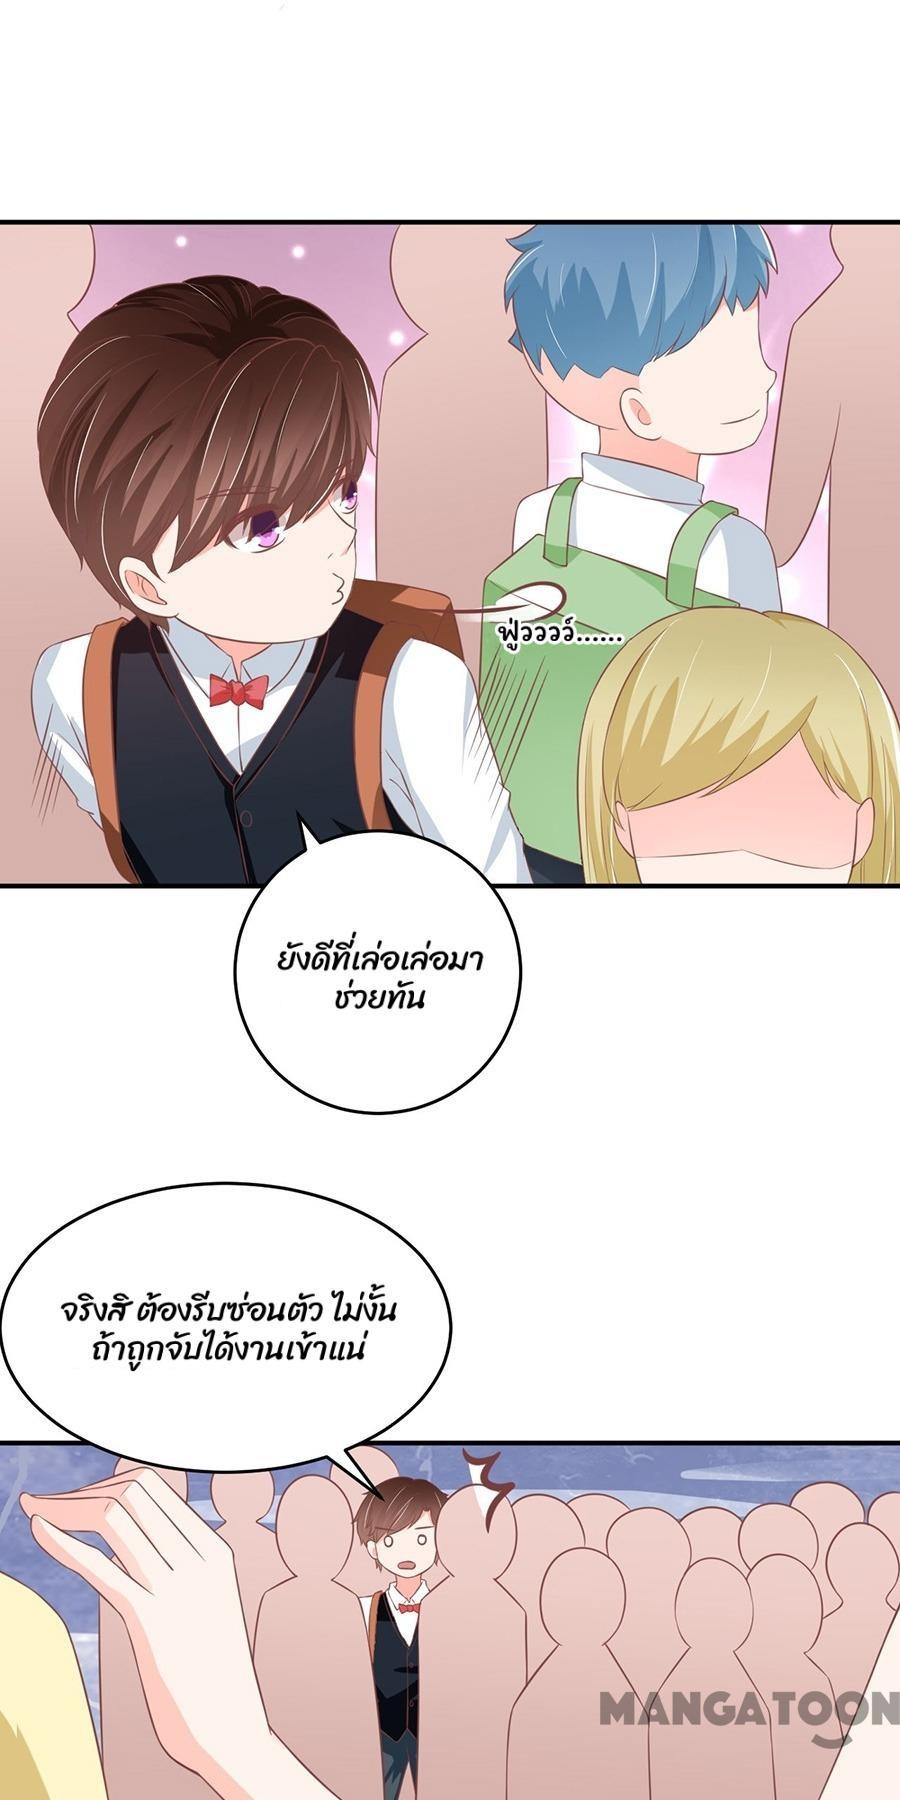 ฟู่วววว์......
ยังดีที่เล่อเล่อมา
ช่วยทัน
จริงสิ ต้องรีบซ่อนตัว ไม่งั้น
ถ้าถูกจับได้งานเข้าแน่
MANGATOON